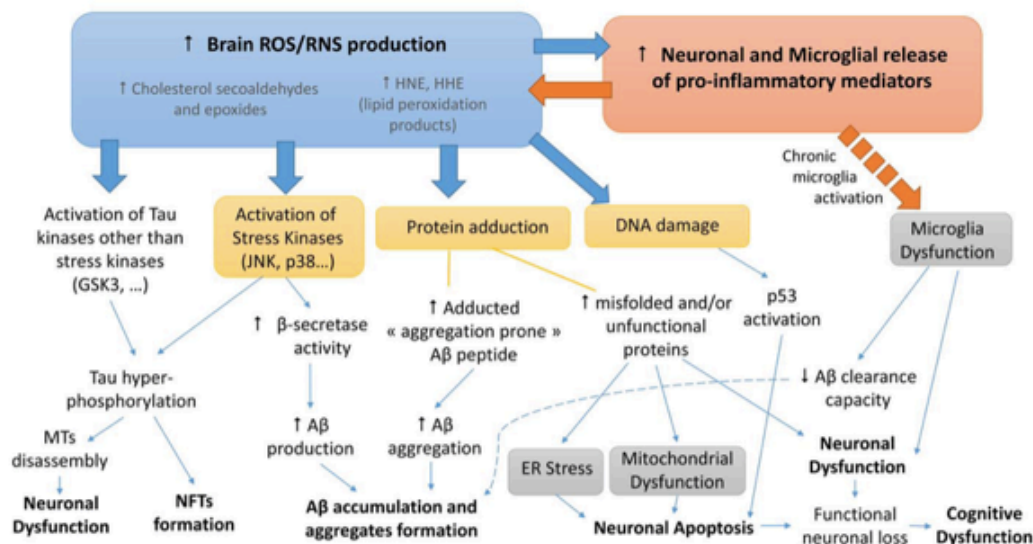 ↑ Brain ROS/RNS production
↑ Cholesterol secoaldehydes
and epoxides
↑ HNE, HHE
(lipid peroxidation
products)
↑ Neuronal and Microglial release
of pro-inflammatory mediators
Chronic
microglia
activation
Activation of Tau
kinases other than
stress kinases
(GSK3, ...)
Activation of
Stress Kinases
(JNK, p38...)
Protein adduction
DNA damage
Microglia
Dysfunction
↑ β-secretase
activity
↑ Adducted
« aggregation prone »
Aβ peptide
↑ misfolded and/or
unfunctional
proteins
p53
activation
Tau hyper-
phosphorylation
↓ Aβ clearance
capacity
MTs
disassembly
↑ Aβ
production
↑ Aβ
aggregation
ER Stress
Mitochondrial
Dysfunction
Neuronal
Dysfunction
Neuronal
Dysfunction
NFTs
formation
Aβ accumulation and
aggregates formation
Neuronal Apoptosis
Functional
neuronal loss
Cognitive
Dysfunction